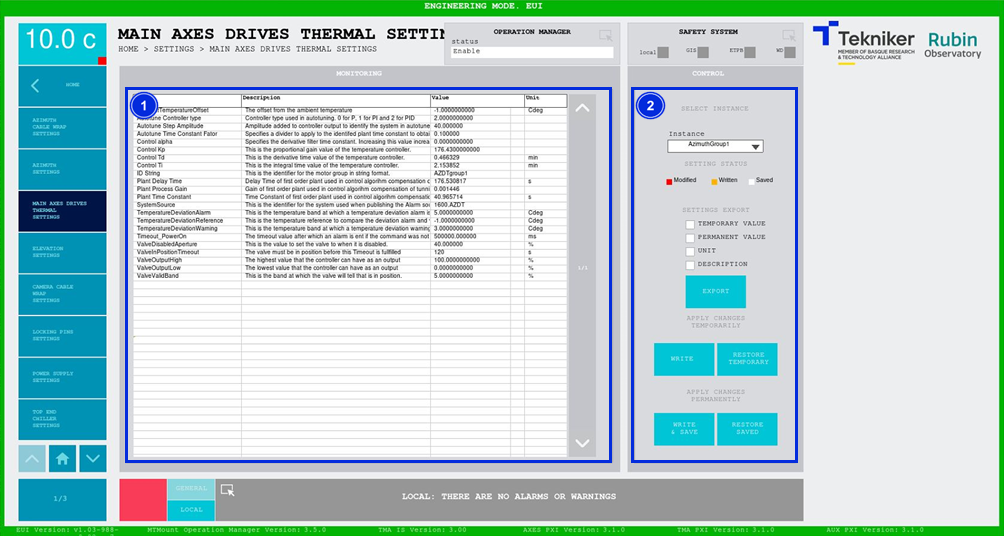 ENGINEERING MODE. EUI
10.0 c
MAIN AXES DRIVES THERMAL SETTIN
HOME > SETTINGS > MAIN AXES DRIVES THERMAL SETTINGS
OPERATION MANAGER
status
Enable
SAFETY SYSTEM
local GIS ETPB WD
Tekniker
MEMBER OF BASQUE RESEARCH
& TECHNOLOGY ALLIANCE
Rubin
Observatory
HOME
AZIMUTH
CABLE WRAP
SETTINGS
AZIMUTH
SETTINGS
MAIN AXES DRIVES
THERMAL
SETTINGS
ELEVATION
SETTINGS
CAMERA CABLE
WRAP
SETTINGS
LOCKING PINS
SETTINGS
POWER SUPPLY
SETTINGS
TOP END
CHILLER
SETTINGS
1/3
MONITORING
1
Description Value Unit
TemperatureOffset The offset from the ambient temperature -1.0000000000 Cdeg
Autotune Controller type Controller type used in autotuning. 0 for P, 1 for PI and 2 for PID 2.0000000000
Autotune Step Amplitude Amplitude added to controller output to identify the system in autotune 40.000000
Autotune Time Constant Fator Specifies a divider to apply to the identified plant time constant to obtai 0.100000
Control alpha Specifies the derivative filter time constant. Increasing this value increa 0.0000000000
Control Kp This is the proportional gain value of the temperature controller. 176.4300000000
Control Td This is the derivative time value of the temperature controller. 0.466329 min
Control Ti This is the integral time value of the temperature controller. 2.153852 min
ID String This is the identifier for the motor group in string format. AZDTgroup1
Plant Delay Time Delay Time of first order plant used in control algorithm compensation o 176.530817 s
Plant Process Gain Gain of first order plant used in control algorithm compensation of tunni 0.001446
Plant Time Constant Time Constant of first order plant used in control algorithm compensatio 40.965714 s
SystemSource This is the identifier for the system used when publishing the Alarm sou 1600.AZDT
TemperatureDeviationAlarm This is the temperature band at which a temperature deviation alarm is 5.0000000000 Cdeg
TemperatureDeviationReference This is the temperature reference to compare the deviation alarm and -1.0000000000 Cdeg
TemperatureDeviationWarning This is the temperature band at which a temperature deviation warning 3.0000000000 Cdeg
Timeout_PowerOn The timeout value after which an alarm is ent if the command was not 500000.000000 ms
ValveDisabledAperture This is the value to set the valve to when it is disabled. 40.000000 %
ValveInPositionTimeout The valve must be in position before this Timeout is fulfilled 120 s
ValveOutputHigh The highest value that the controller can have as an output 100.0000000000 %
ValveOutputLow The lowest value that the controller can have as an output 0.0000000000 %
ValveValidBand This is the band at which the valve will tell that is in position. 5.0000000000 %
1/1
CONTROL
2
SELECT INSTANCE
Instance
AzimuthGroup1
SETTING STATUS
Modified Written Saved
SETTINGS EXPORT
TEMPORARY VALUE
PERMANENT VALUE
UNIT
DESCRIPTION
EXPORT
APPLY CHANGES
TEMPORARILY
WRITE
RESTORE
TEMPORARY
APPLY CHANGES
PERMANENTLY
WRITE
& SAVE
RESTORE
SAVED
GENERAL
LOCAL
LOCAL: THERE ARE NO ALARMS OR WARNINGS
EUI Version: v1.03-988- MTMount Operation Manager Version: 3.5.0 TMA IS Version: 3.00 AXES PXI Version: 3.1.0 TMA PXI Version: 3.1.0 AUX PXI Version: 3.1.0